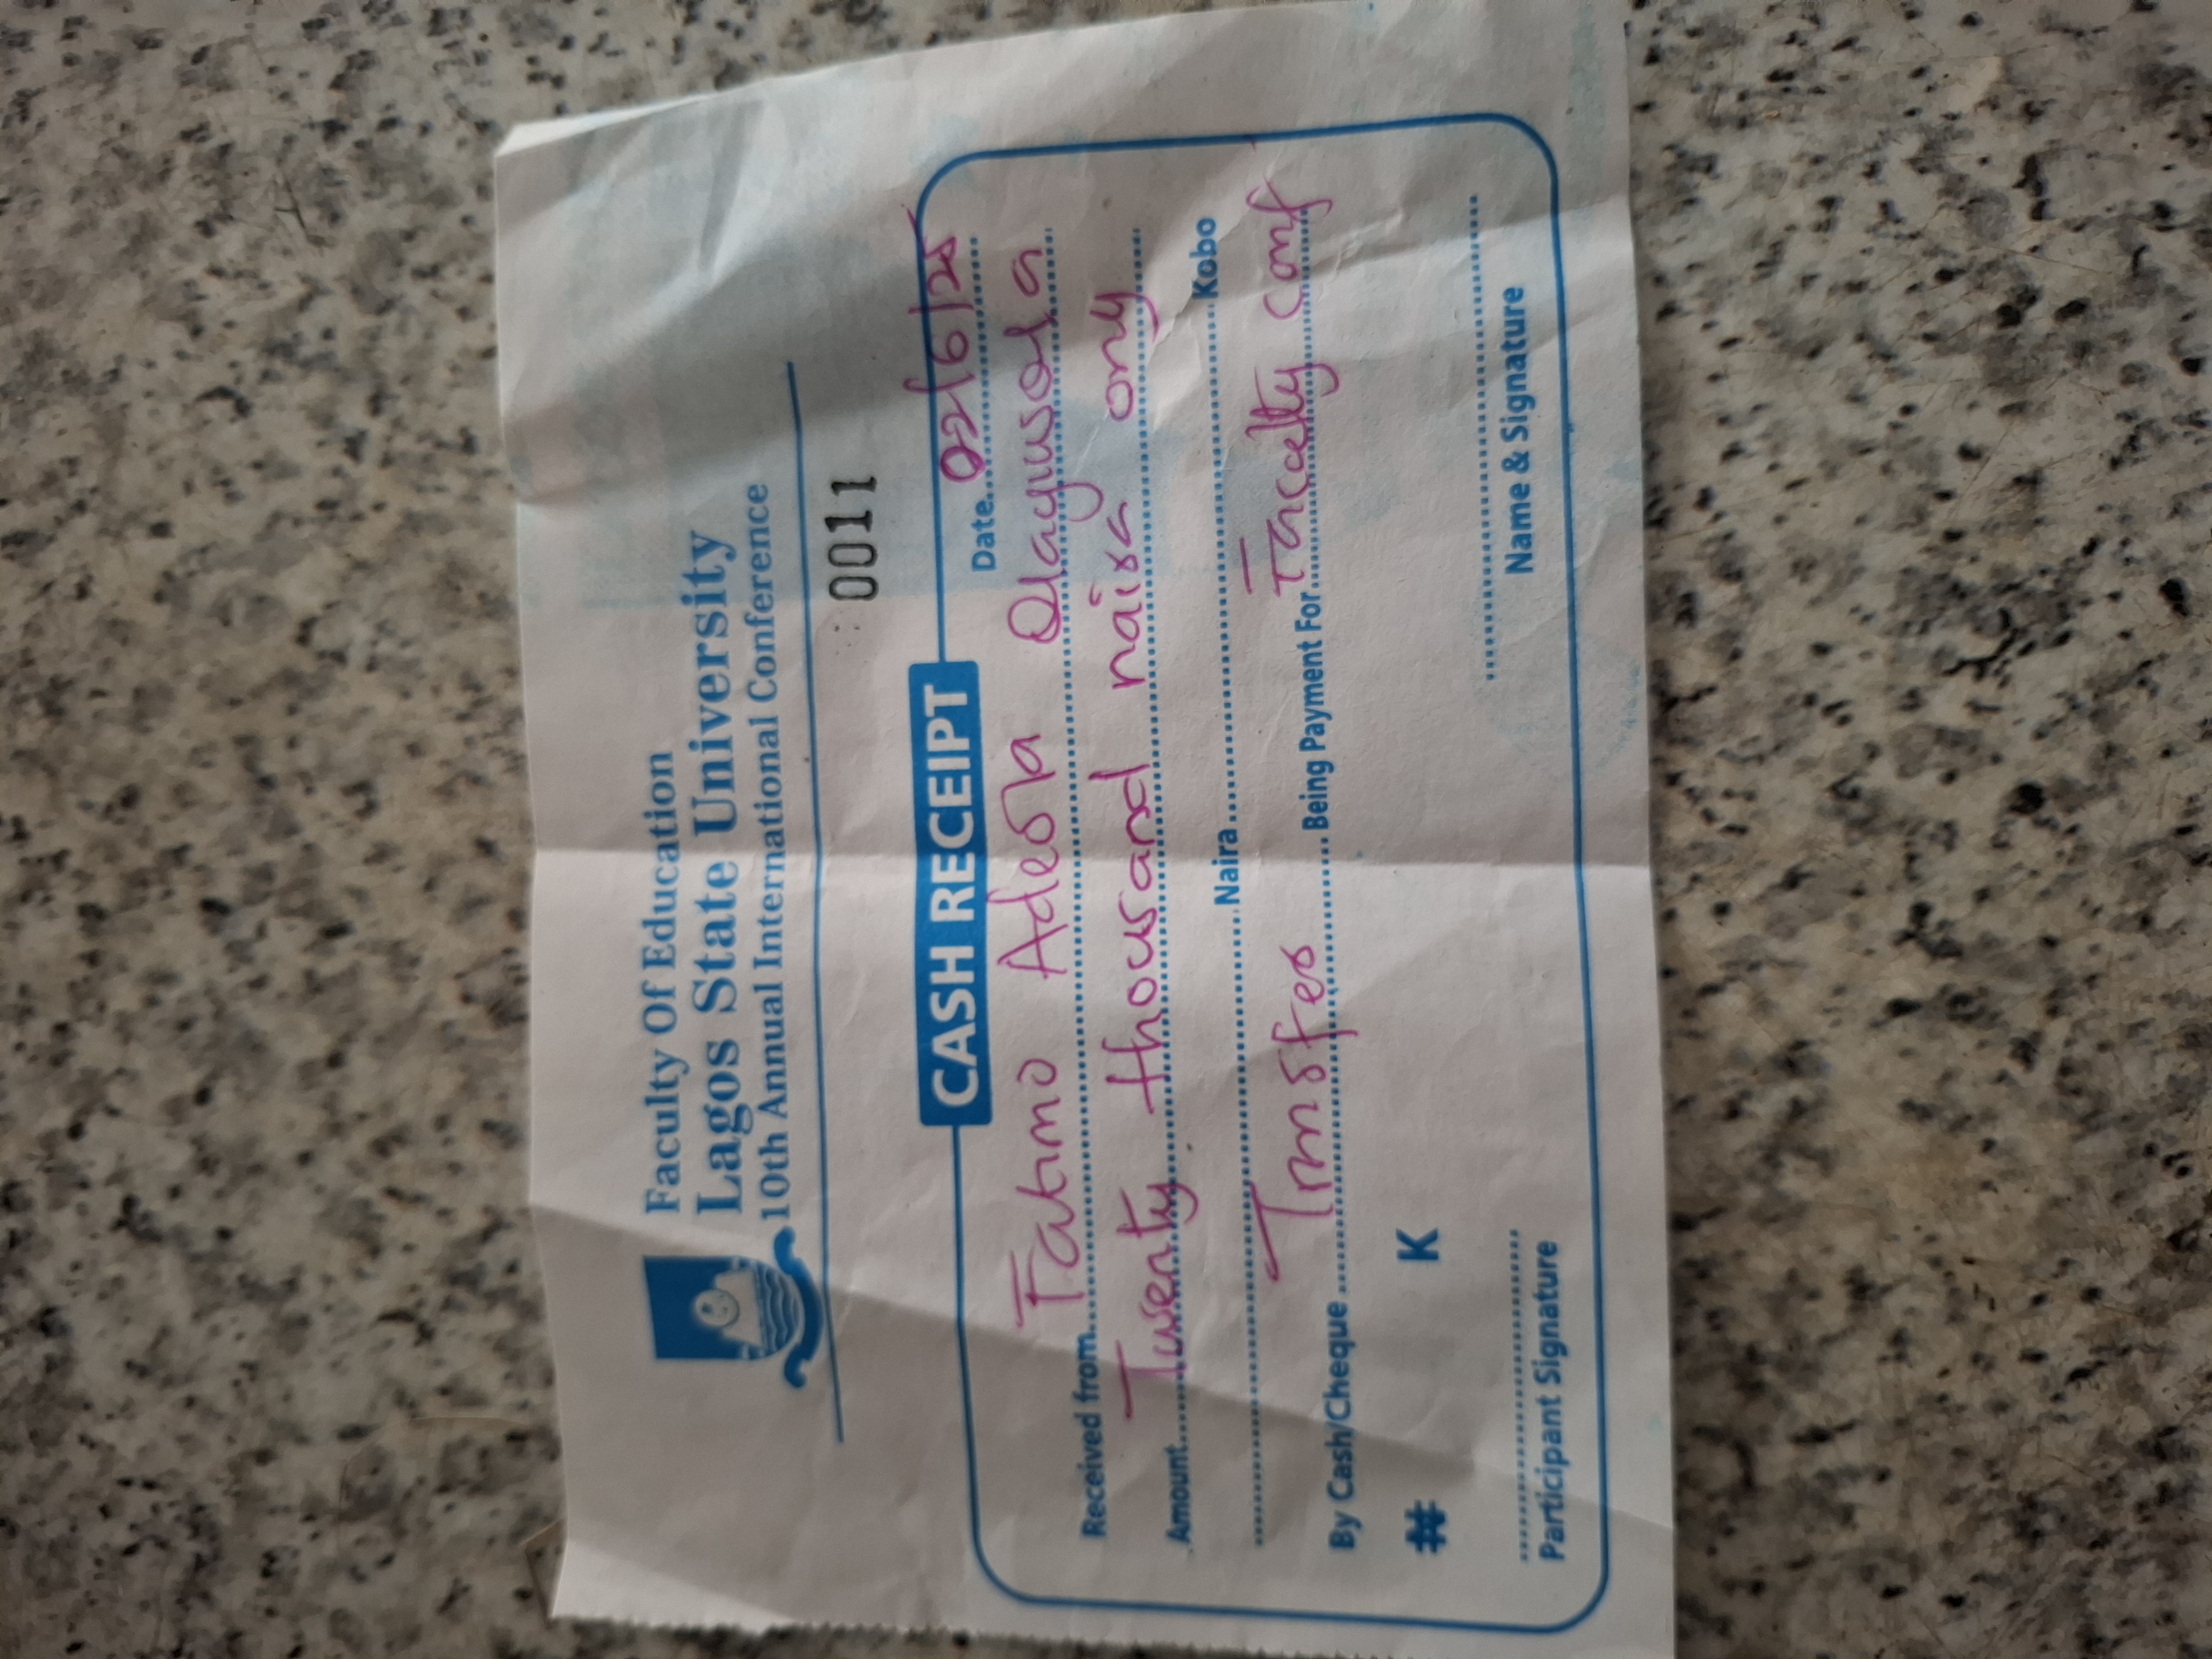 Faculty Of Education
Lagos State University
10th Annual International Conference
0011
CASH RECEIPT
Date 02/6/25
Received from Fatimo Adeola Olayusola
Amount Twenty thousand naira only
Naira Kobo
By Cash/Cheque Transfer Being Payment For Faculty conf
# K
Participant Signature Name & Signature